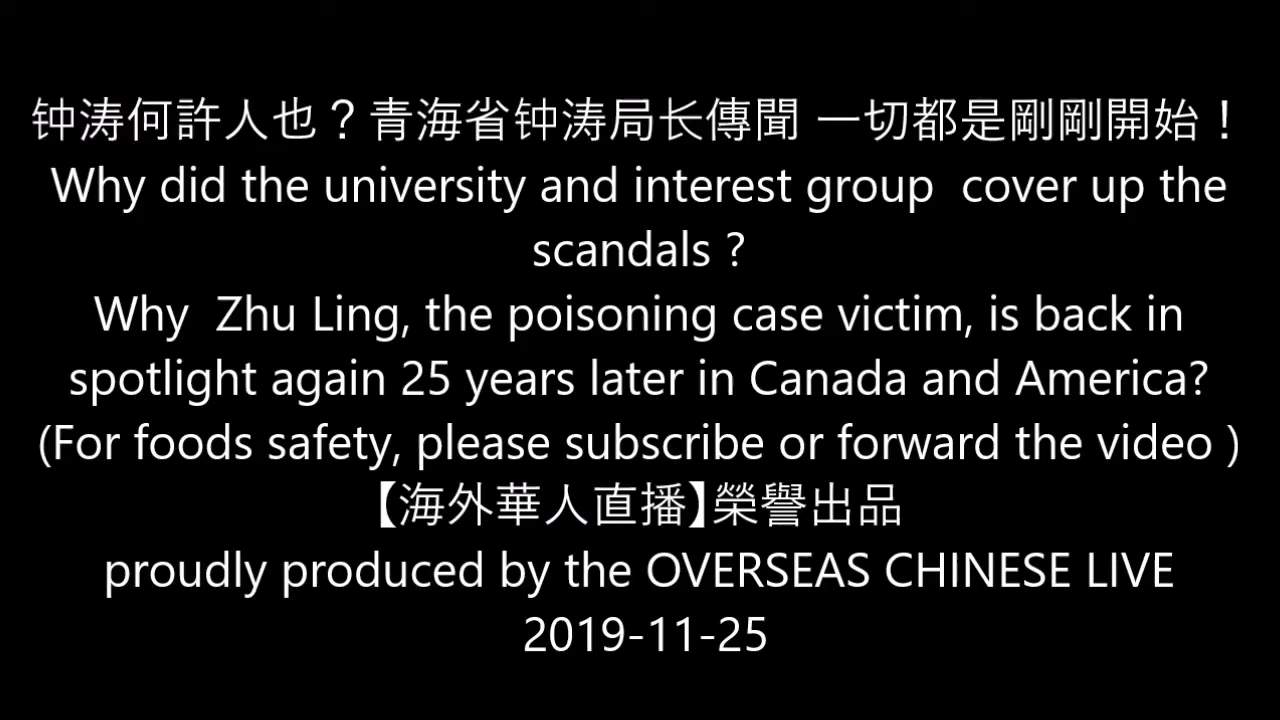 钟涛何許人也？青海省钟涛局长傳聞 一切都是剛剛開始！
Why did the university and interest group  cover up the
scandals ?
Why  Zhu Ling, the poisoning case victim, is back in
spotlight again 25 years later in Canada and America?
(For foods safety, please subscribe or forward the video )
【海外華人直播】榮譽出品
proudly produced by the OVERSEAS CHINESE LIVE
2019-11-25